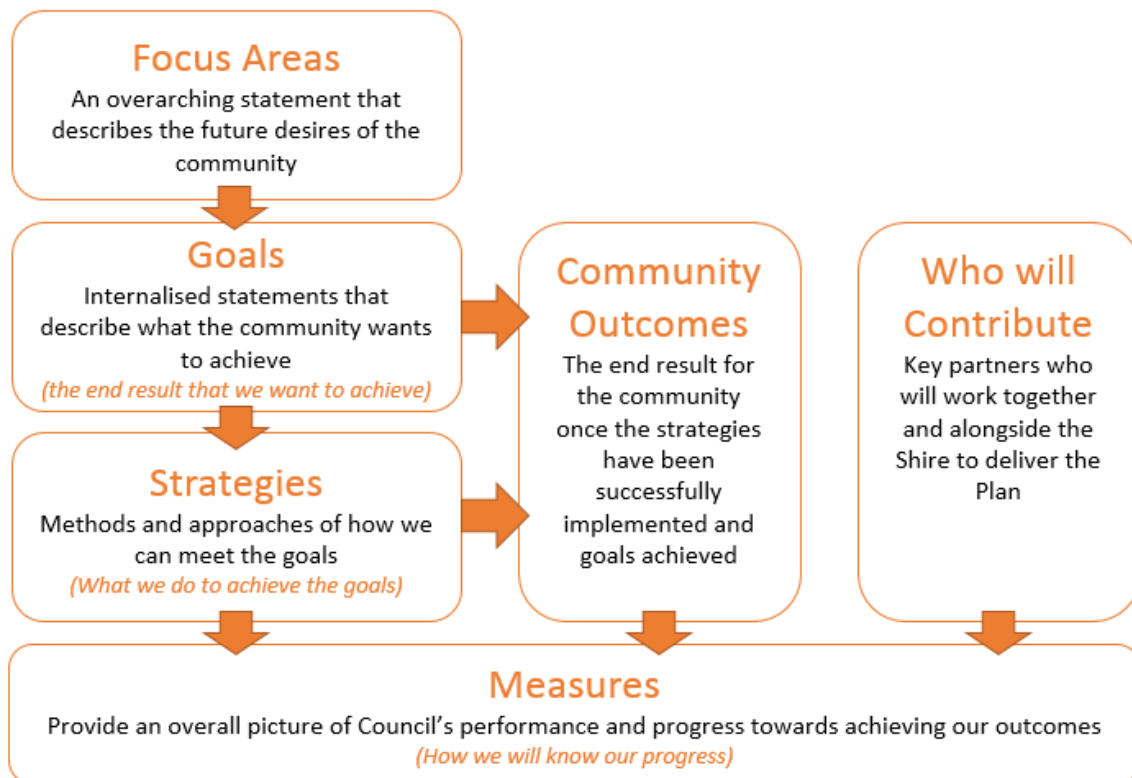 Focus Areas
An overarching statement that
describes the future desires of the
community
Goals
Internalised statements that
describe what the community wants
to achieve
(the end result that we want to achieve)
Strategies
Methods and approaches of how we
can meet the goals
(What we do to achieve the goals)
Community
Outcomes
The end result for
the community
once the strategies
have been
successfully
implemented and
goals achieved
Who will
Contribute
Key partners who
will work together
and alongside the
Shire to deliver the
Plan
Measures
Provide an overall picture of Council’s performance and progress towards achieving our outcomes
(How we will know our progress)